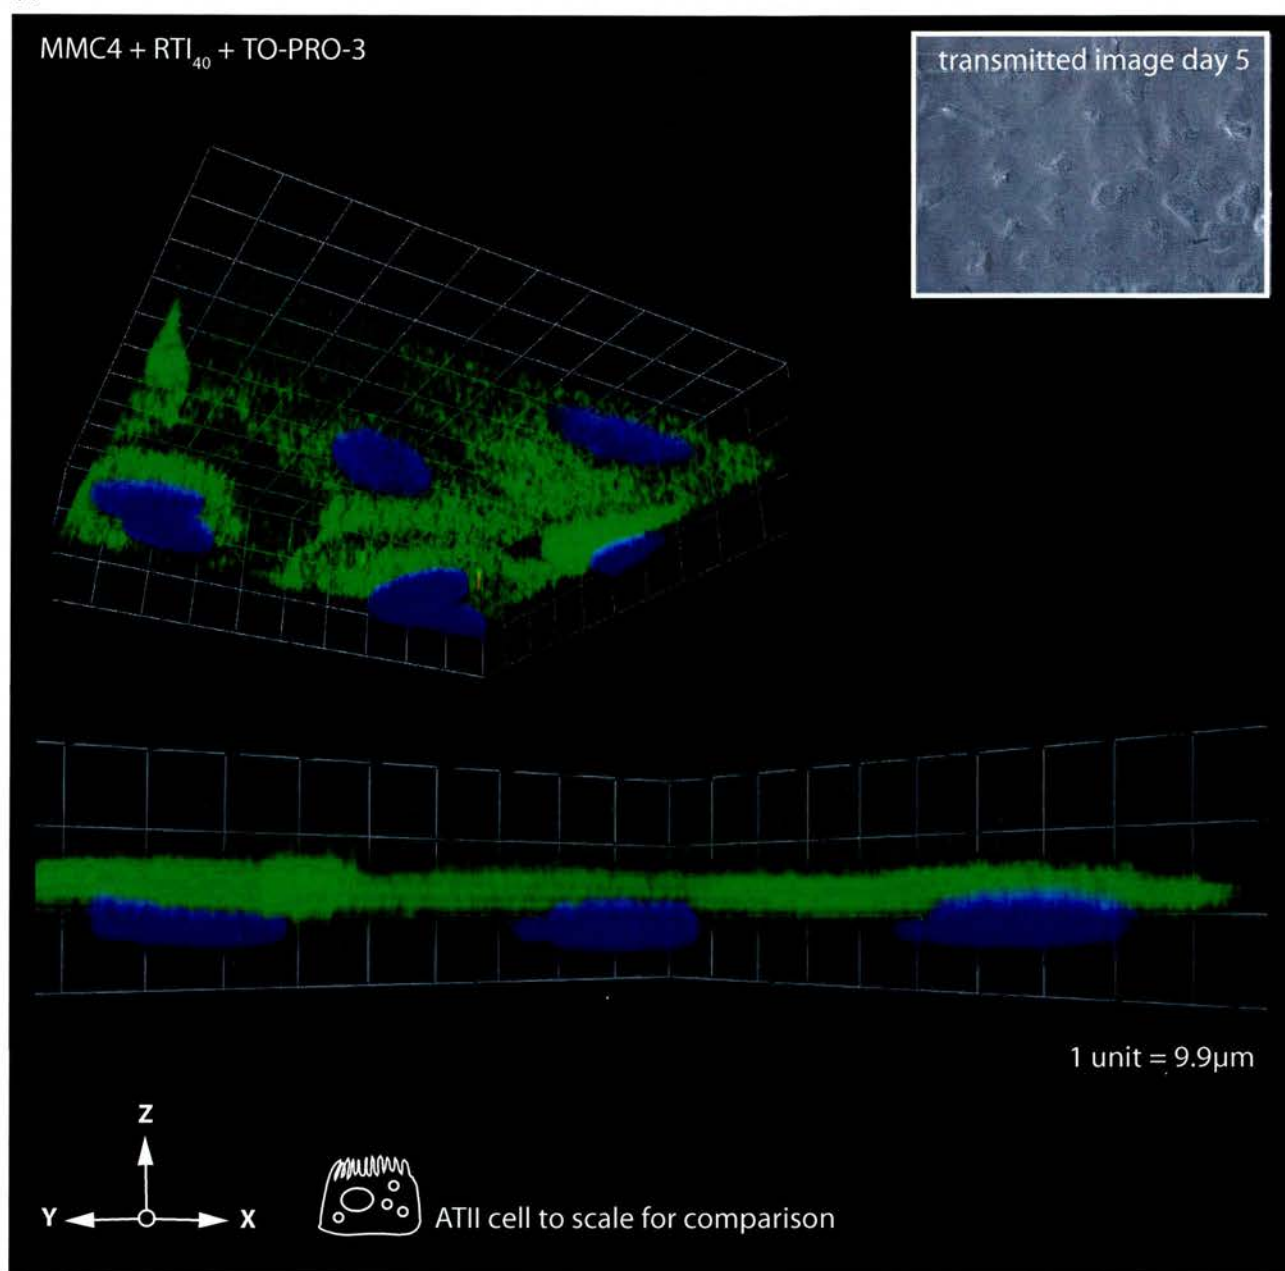 MMC4 + RTI₄₀ + TO-PRO-3
transmitted image day 5
1 unit = 9.9µm
Z
Y X
ATII cell to scale for comparison